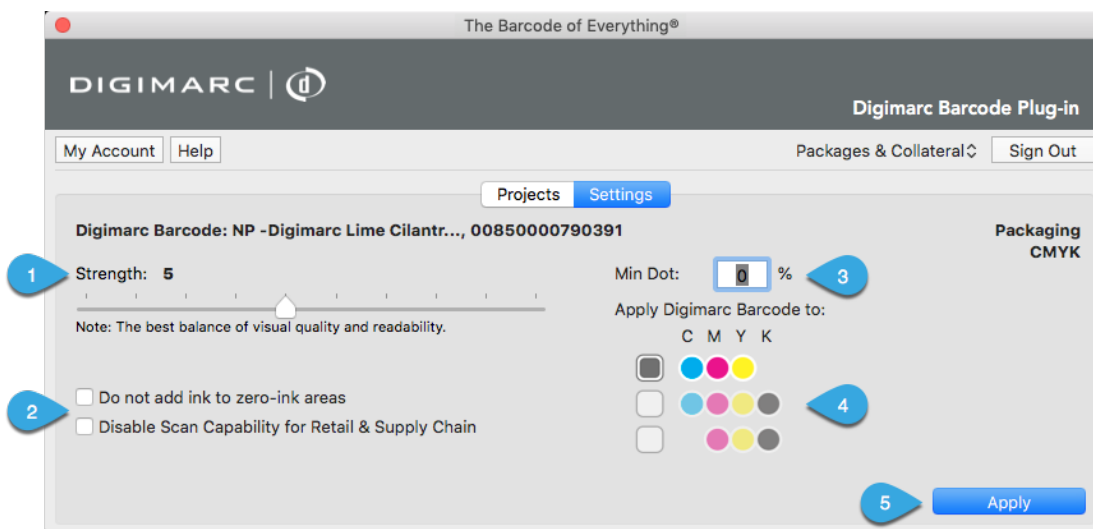 The Barcode of Everything®
DIGIMARC | d
Digimarc Barcode Plug-in
My Account Help Packages & Collateral Sign Out
Projects Settings
Digimarc Barcode: NP -Digimarc Lime Cilantr..., 00850000790391 Packaging
CMYK
1 Strength: 5 Min Dot: 0 % 3
Note: The best balance of visual quality and readability.
Apply Digimarc Barcode to:
C M Y K
2 Do not add ink to zero-ink areas
Disable Scan Capability for Retail & Supply Chain
4
5 Apply